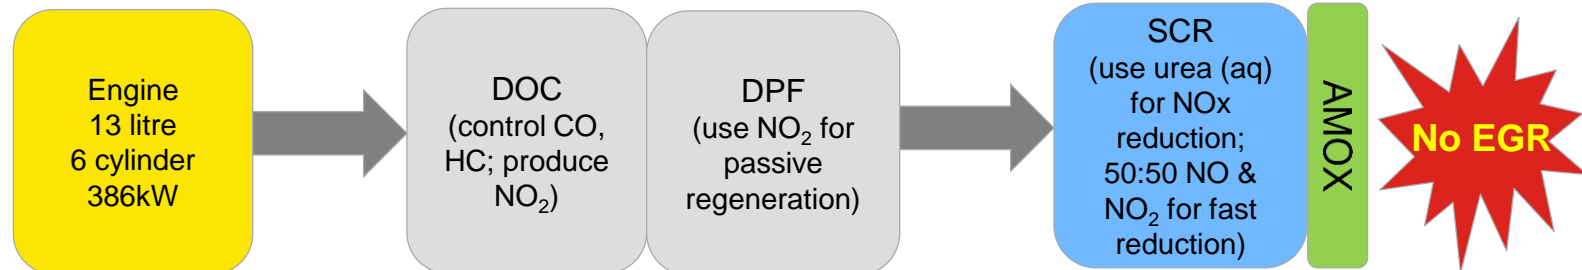 Engine
13 litre
6 cylinder
386kW
DOC
(control CO,
HC; produce
NO₂)
DPF
(use NO₂ for
passive
regeneration)
SCR
(use urea (aq)
for NOx
reduction;
50:50 NO &
NO₂ for fast
reduction)
AMOX
No EGR